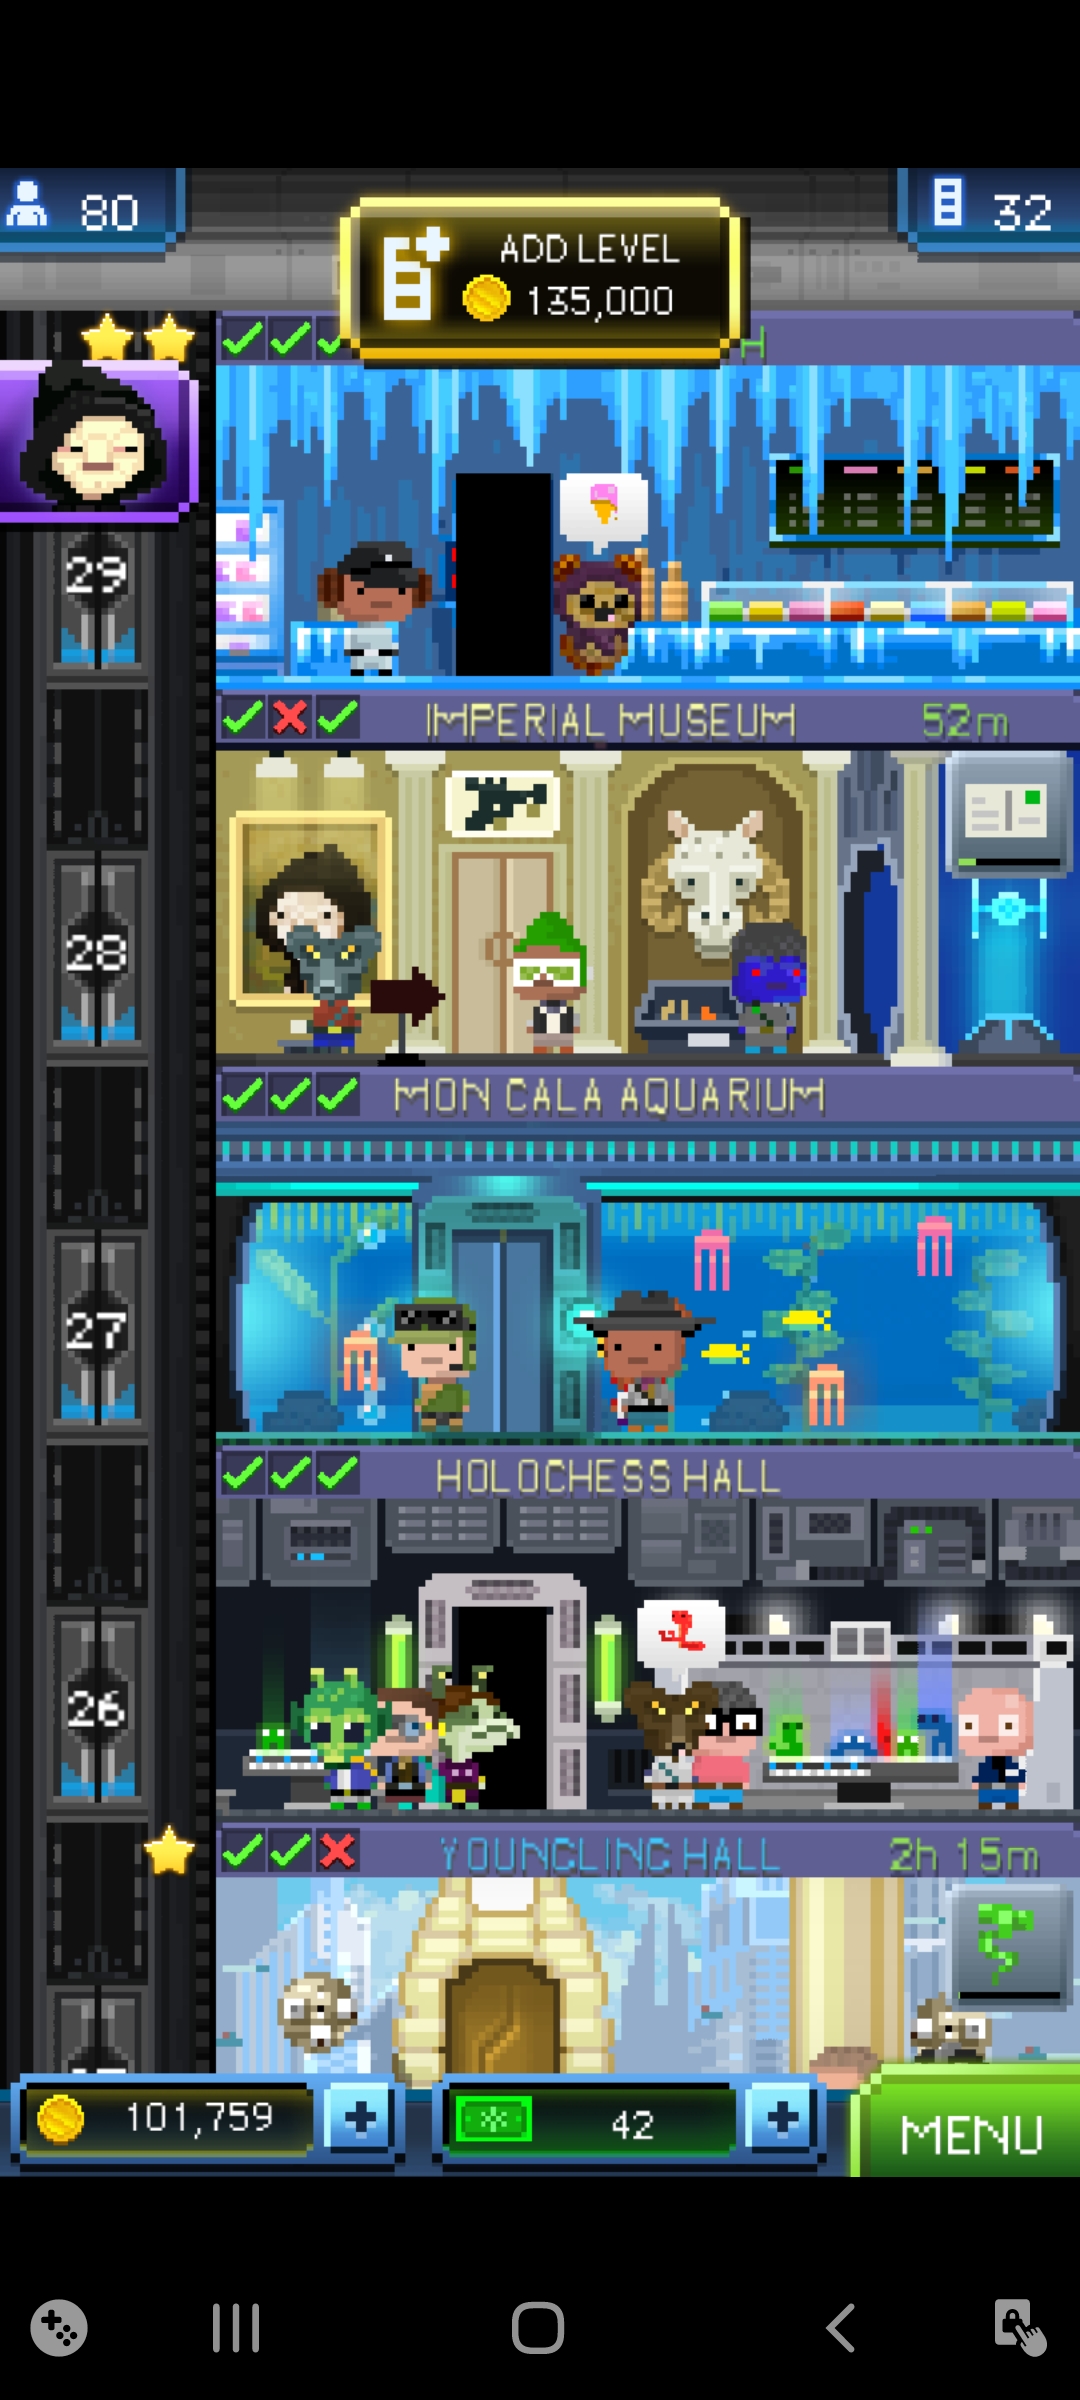 80
32
ADD LEVEL
135,000
H
29
IMPERIAL MUSEUM 52m
28
MON CALA AQUARIUM
27
HOLOCHESS HALL
26
YOUNGLING HALL 2h 15m
101,759
42
MENU